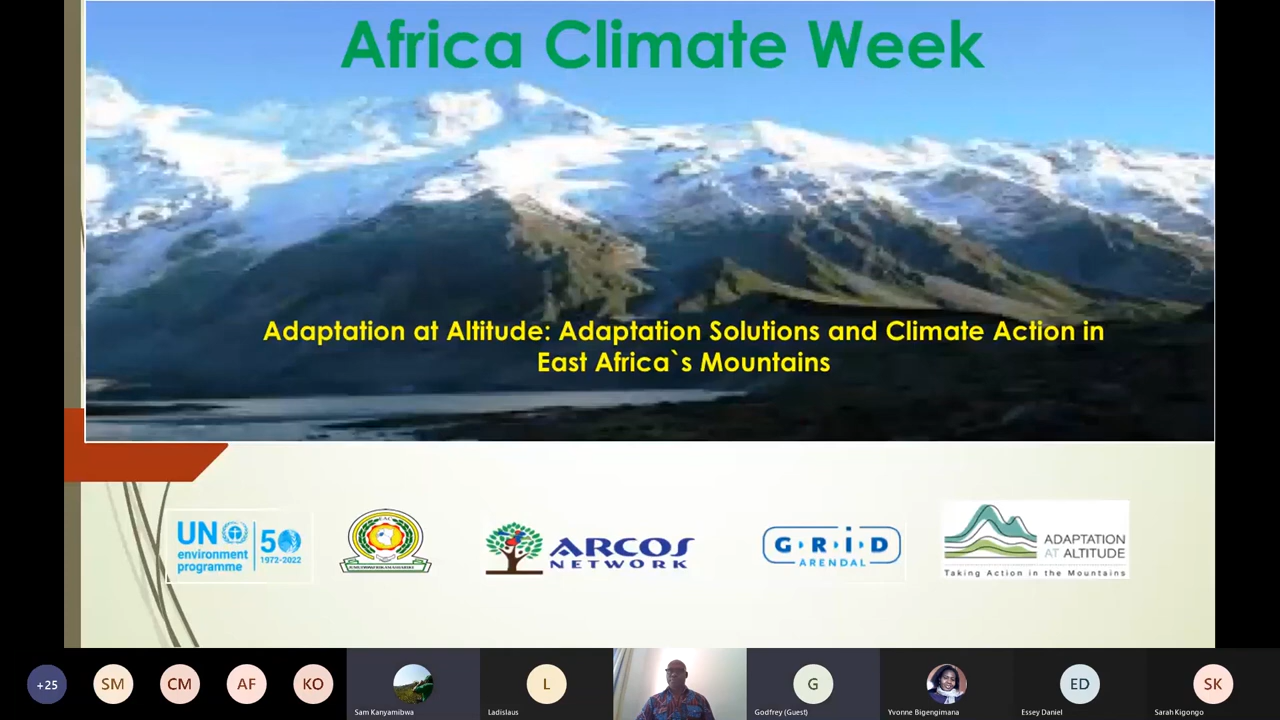 Africa Climate Week
Adaptation at Altitude: Adaptation Solutions and Climate Action in
East Africa`s Mountains
UN
environment
programme
50
1972-2022
EAC
ARCOS
NETWORK
GRiD
ARENDAL
ADAPTATION
AT ALTITUDE
Taking Action in the Mountains
+25
SM
CM
AF
KO
Sam Kanyamibwa
L
Ladislaus
G
Godfrey (Guest)
Yvonne Bigengimana
ED
Essey Daniel
SK
Sarah Kigongo